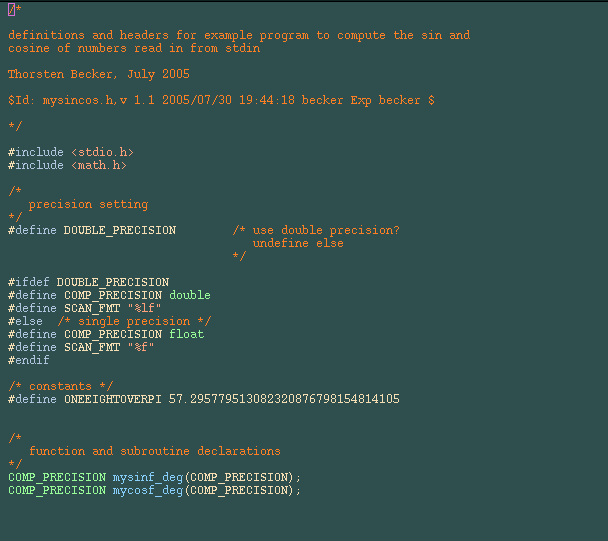 /*
definitions and headers for example program to compute the sin and
cosine of numbers read in from stdin
Thorsten Becker, July 2005
$Id: mysincos.h,v 1.1 2005/07/30 19:44:18 becker Exp becker $
*/
#include <stdio.h>
#include <math.h>
/*
precision setting
*/
#define DOUBLE_PRECISION /* use double precision?
undefine else
*/
#ifdef DOUBLE_PRECISION
#define COMP_PRECISION double
#define SCAN_FMT "%lf"
#else /* single precision */
#define COMP_PRECISION float
#define SCAN_FMT "%f"
#endif
/* constants */
#define ONEEIGHTOVERPI 57.295779513082320876798154814105
/*
function and subroutine declarations
*/
COMP_PRECISION mysinf_deg(COMP_PRECISION);
COMP_PRECISION mycosf_deg(COMP_PRECISION);